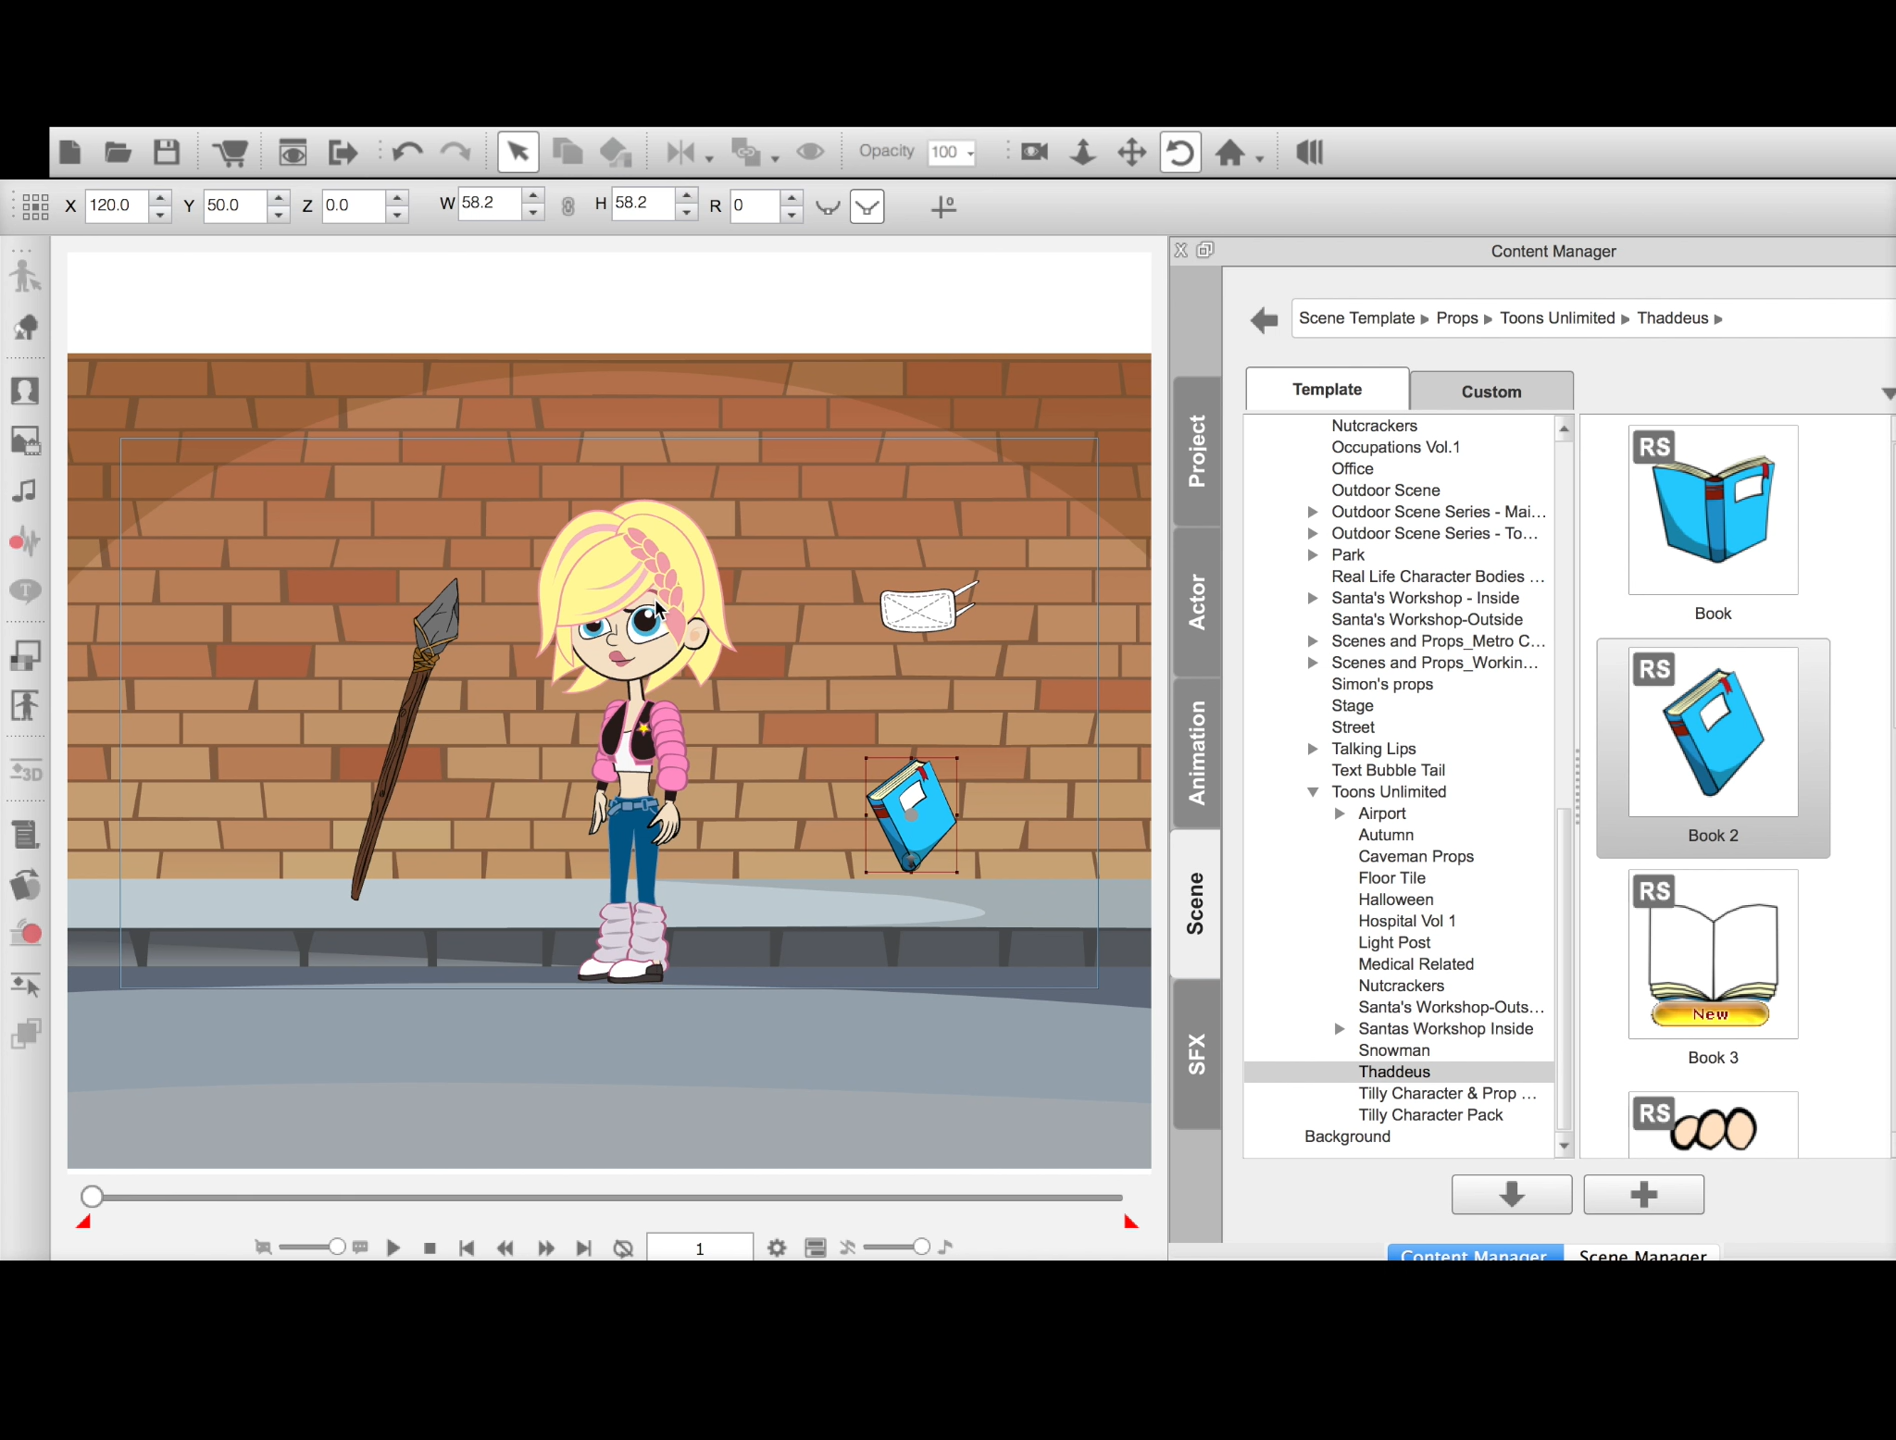 Opacity 100
X 120.0 Y 50.0 Z 0.0 W 58.2 H 58.2 R 0
X Content Manager
Scene Template Props Toons Unlimited Thaddeus
Template Custom
Project
Actor
Animation
Scene
SFX
Nutcrackers
Occupations Vol.1
Office
Outdoor Scene
Outdoor Scene Series - Mai...
Outdoor Scene Series - To...
Park
Real Life Character Bodies ...
Santa's Workshop - Inside
Santa's Workshop-Outside
Scenes and Props_Metro C...
Scenes and Props_Workin...
Simon's props
Stage
Street
Talking Lips
Text Bubble Tail
Toons Unlimited
Airport
Autumn
Caveman Props
Floor Tile
Halloween
Hospital Vol 1
Light Post
Medical Related
Nutcrackers
Santa's Workshop-Outs...
Santas Workshop Inside
Snowman
Thaddeus
Tilly Character & Prop ...
Tilly Character Pack
Background
RS
Book
RS
Book 2
RS
New
Book 3
RS
T
3D
1
Content Manager Scene Manager